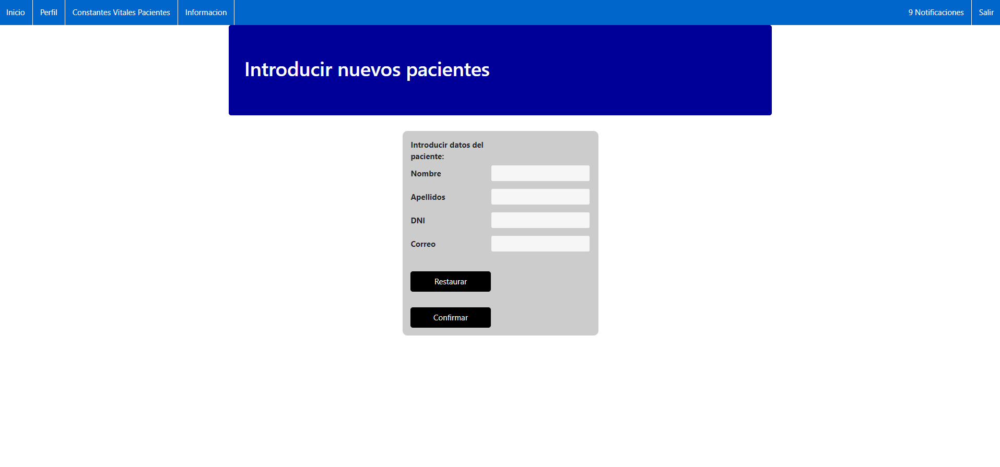 Inicio
Perfil
Constantes Vitales Pacientes
Informacion
9 Notificaciones
Salir
Introducir nuevos pacientes
Introducir datos del
paciente:
Nombre
Apellidos
DNI
Correo
Restaurar
Confirmar